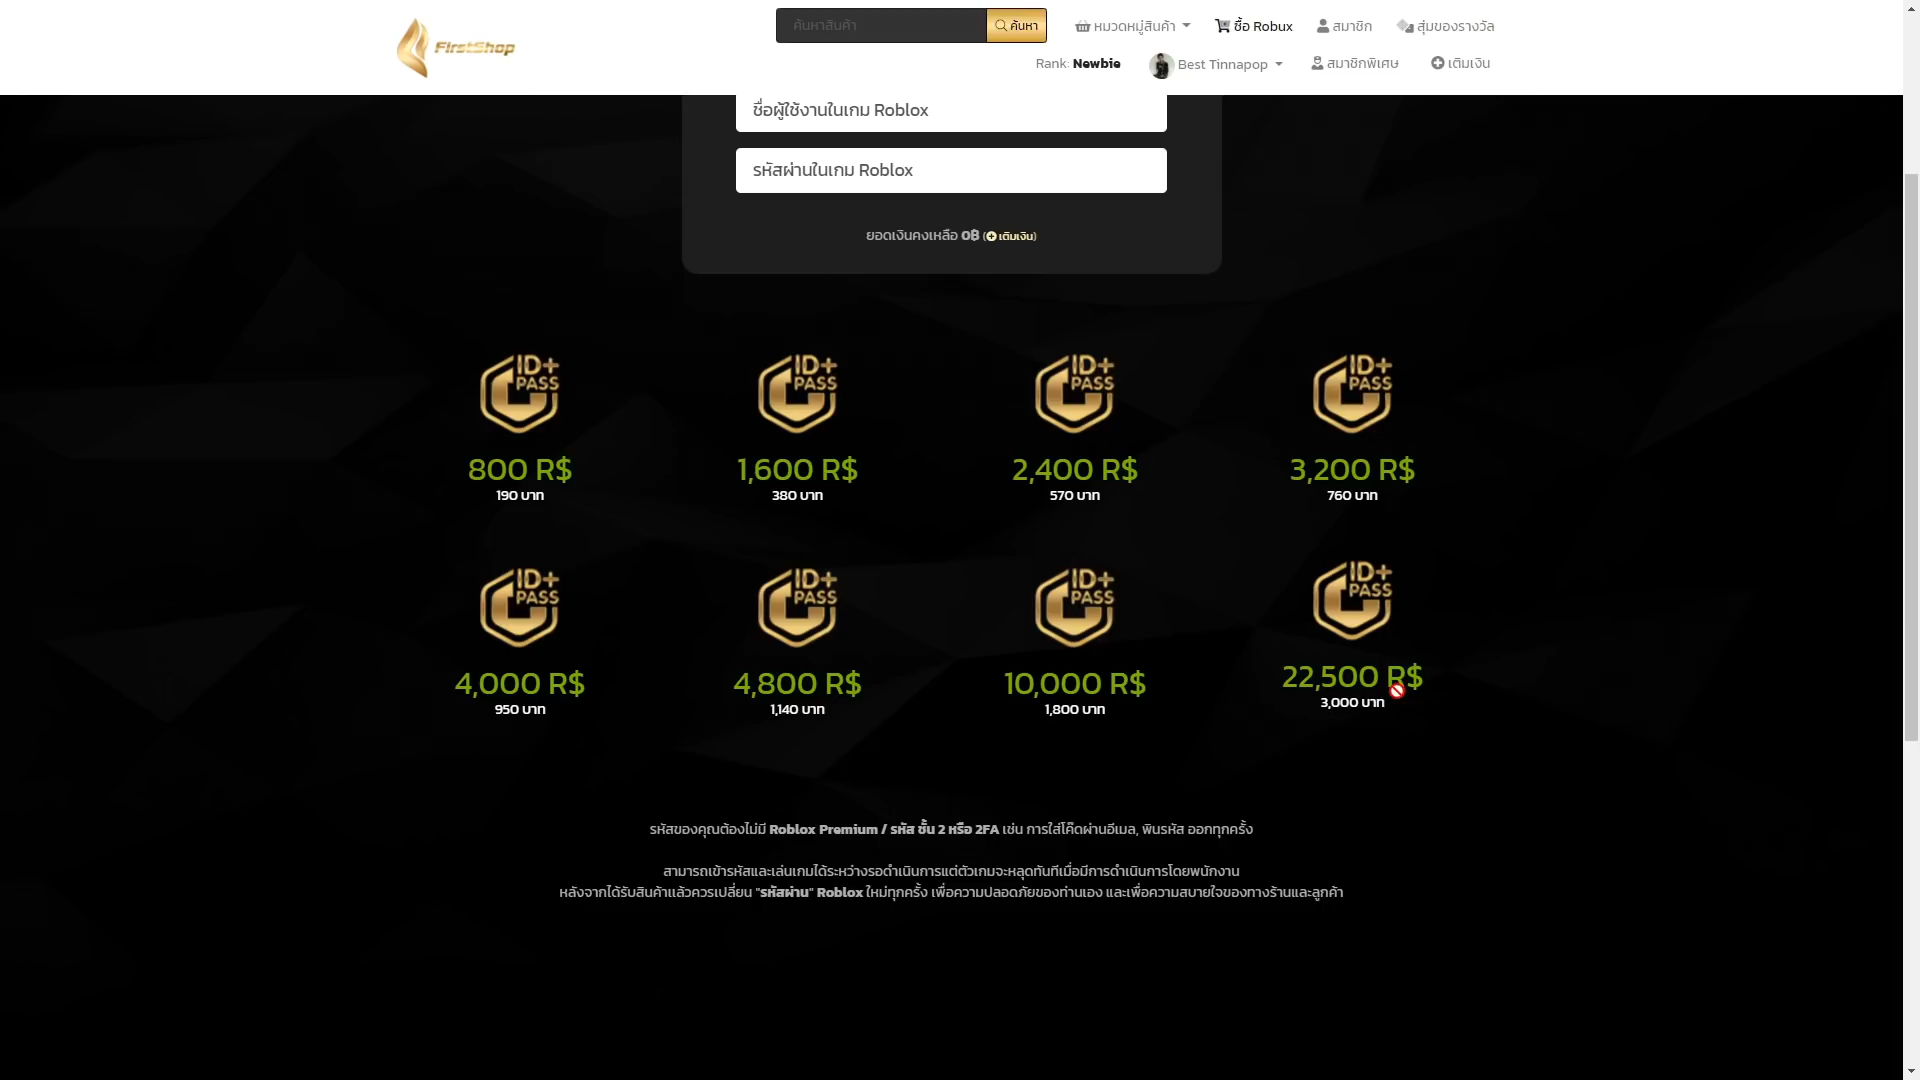 FirstShop
ค้นหาสินค้า
ค้นหา
หมวดหมู่สินค้า
ซื้อ Robux
สมาชิก
สุ่มของรางวัล
Rank: Newbie
Best Tinnapop
สมาชิกพิเศษ
เติมเงิน
ชื่อผู้ใช้งานในเกม Roblox
รหัสผ่านในเกม Roblox
ยอดเงินคงเหลือ 0฿ (เติมเงิน)
ID+ PASS
ID+ PASS
ID+ PASS
ID+ PASS
800 R$
1,600 R$
2,400 R$
3,200 R$
190 บาท
380 บาท
570 บาท
760 บาท
ID+ PASS
ID+ PASS
ID+ PASS
ID+ PASS
4,000 R$
4,800 R$
10,000 R$
22,500 R$
950 บาท
1,140 บาท
1,800 บาท
3,000 บาท
รหัสของคุณต้องไม่มี Roblox Premium / รหัส ชั้น 2 หรือ 2FA เช่น การใส่โค๊ดผ่านอีเมล, พินรหัส ออกทุกครั้ง
สามารถเข้ารหัสและเล่นเกมได้ระหว่างรอดำเนินการแต่ตัวเกมจะหลุดทันทีเมื่อมีการดำเนินการโดยพนักงาน
หลังจากได้รับสินค้าแล้วควรเปลี่ยน "รหัสผ่าน" Roblox ใหม่ทุกครั้ง เพื่อความปลอดภัยของท่านเอง และเพื่อความสบายใจของทางร้านและลูกค้า